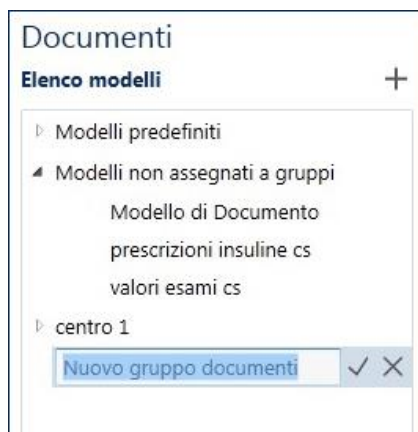 Documenti
Elenco modelli
Modelli predefiniti
Modelli non assegnati a gruppi
Modello di Documento
prescrizioni insuline cs
valori esami cs
centro 1
Nuovo gruppo documenti